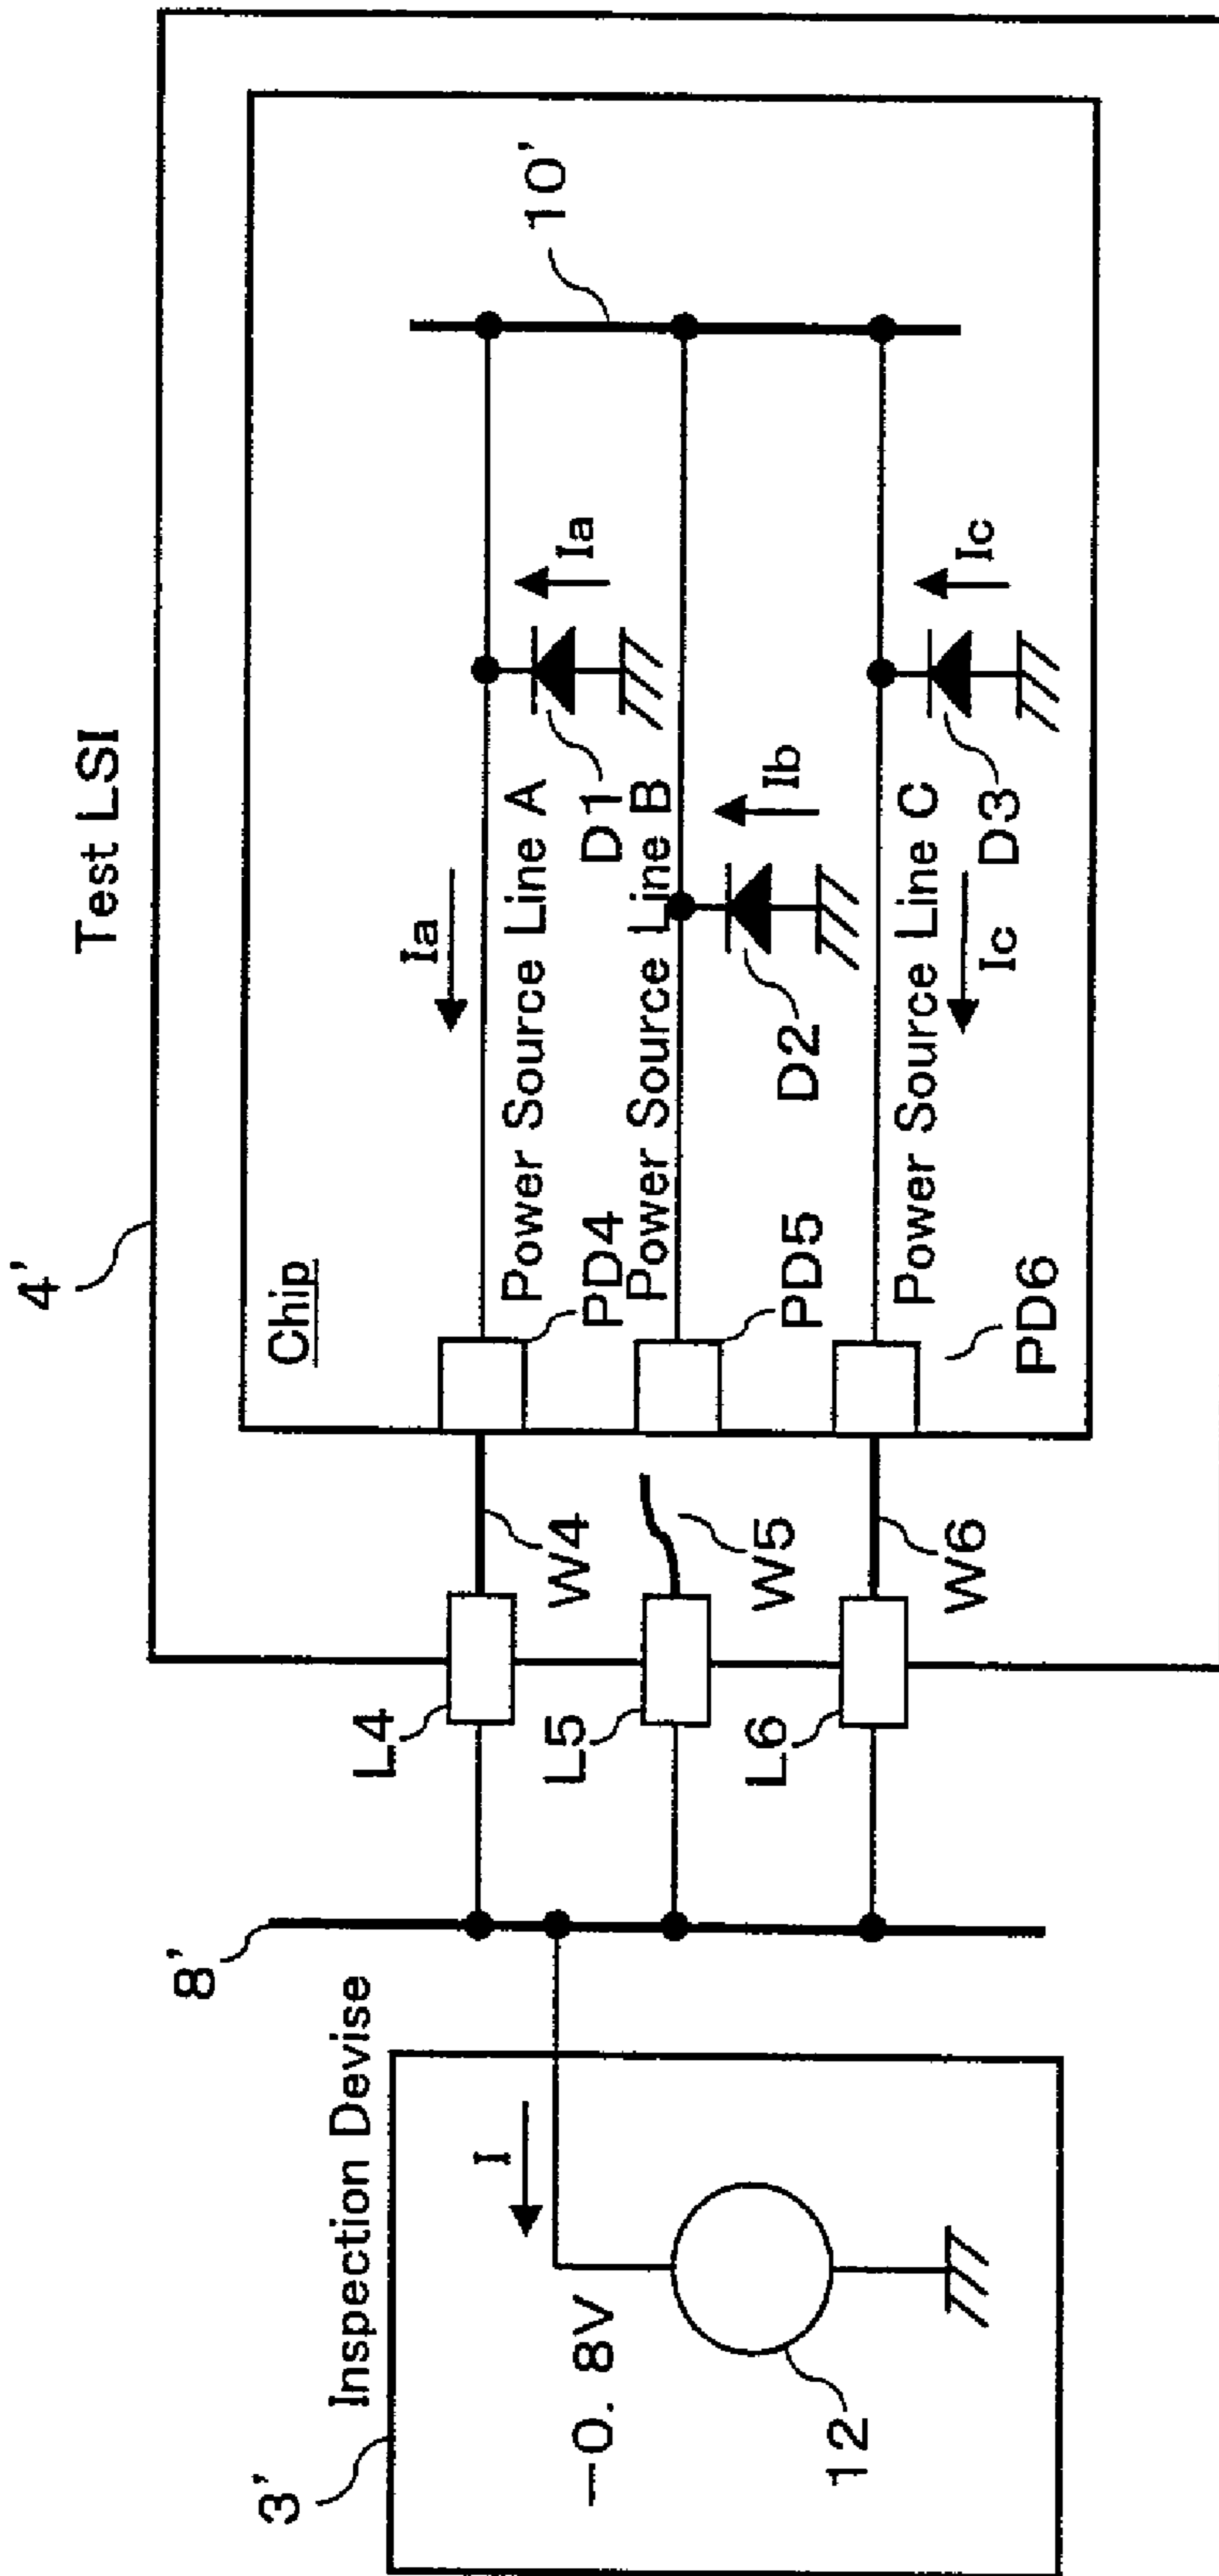 Test LSI
4'
Chip
10'
Ia
Ia
Power Source Line A
D1
PD4
Power Source Line B
Ib
D2
PD5
Power Source Line C
Ic
Ic
D3
PD6
W4
W5
W6
L4
L5
L6
8'
Inspection Devise
3'
I
−0. 8V
12